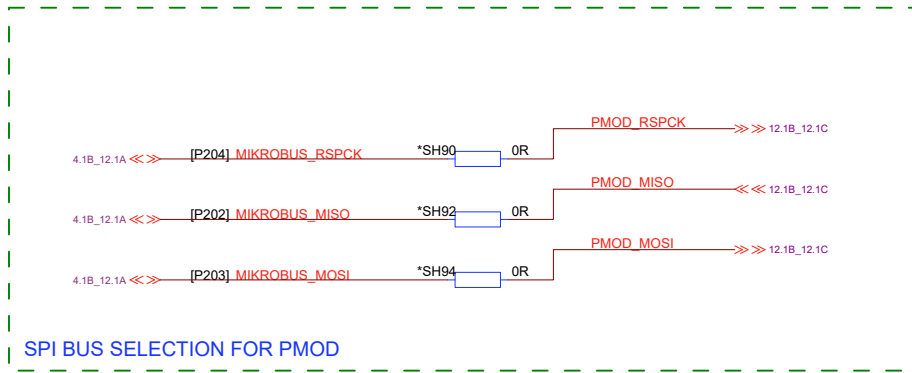 PMOD_RSPCK
12.1B_12.1C
4.1B_12.1A [P204] MIKROBUS_RSPCK *SH90 0R
PMOD_MISO
12.1B_12.1C
4.1B_12.1A [P202] MIKROBUS_MISO *SH92 0R
PMOD_MOSI
12.1B_12.1C
4.1B_12.1A [P203] MIKROBUS_MOSI *SH94 0R
SPI BUS SELECTION FOR PMOD